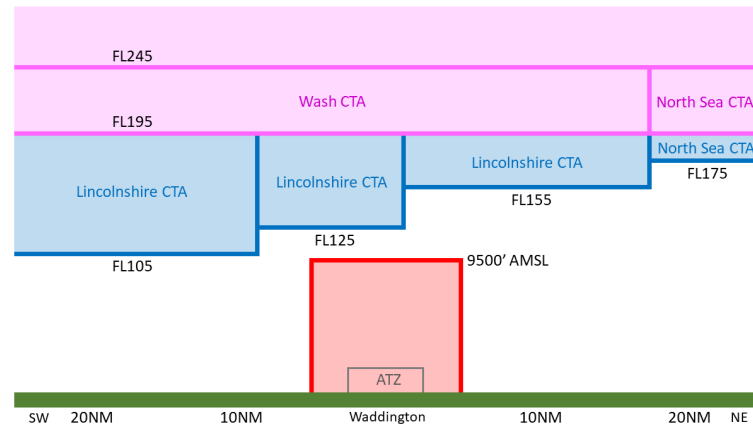 FL245
Wash CTA
North Sea CTA
FL195
Lincolnshire CTA
Lincolnshire CTA
Lincolnshire CTA
North Sea CTA
FL175
FL155
FL125
FL105
9500' AMSL
ATZ
SW 20NM 10NM Waddington 10NM 20NM NE